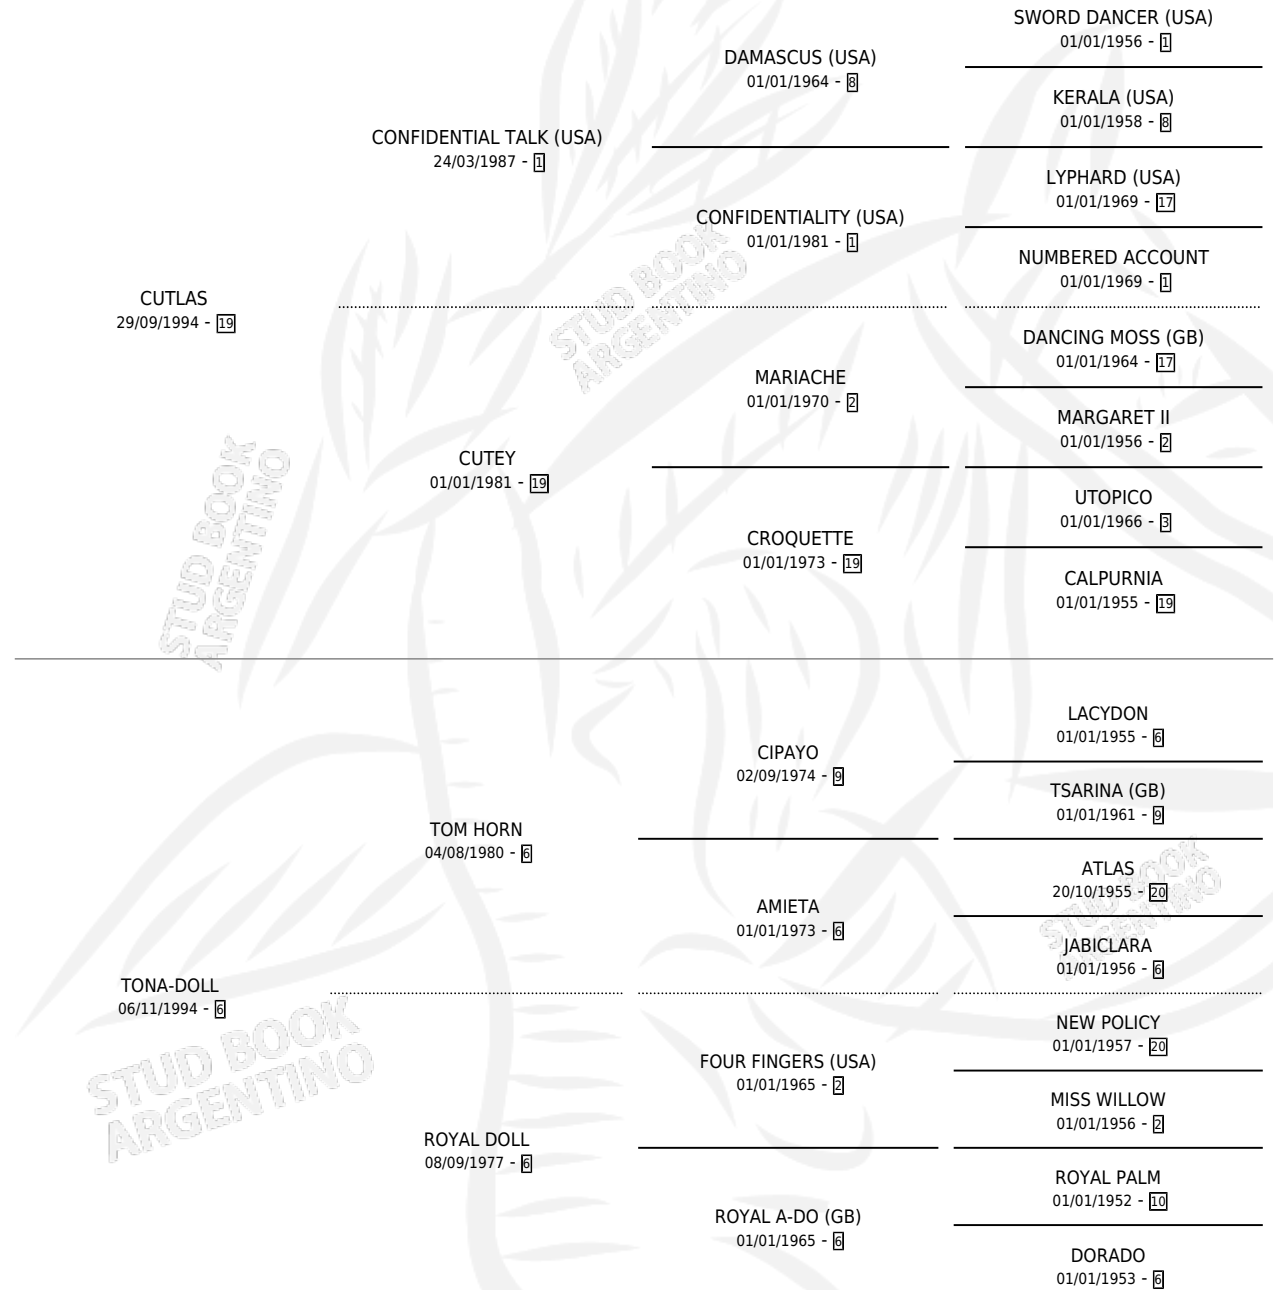 SWORD DANCER (USA)
01/01/1956 - 1
DAMASCUS (USA)
01/01/1964 - 8
KERALA (USA)
01/01/1958 - 8
CONFIDENTIAL TALK (USA)
24/03/1987 - 1
LYPHARD (USA)
01/01/1969 - 17
CONFIDENTIALITY (USA)
01/01/1981 - 1
NUMBERED ACCOUNT
01/01/1969 - 1
CUTLAS
29/09/1994 - 19
STUD BOOK
ARGENTINO
DANCING MOSS (GB)
01/01/1964 - 17
MARIACHE
01/01/1970 - 2
MARGARET II
01/01/1956 - 2
CUTEY
01/01/1981 - 19
UTOPICO
01/01/1966 - 3
CROQUETTE
01/01/1973 - 19
CALPURNIA
01/01/1955 - 19
STUD BOOK
ARGENTINO
LACYDON
01/01/1955 - 6
CIPAYO
02/09/1974 - 9
TSARINA (GB)
01/01/1961 - 9
TOM HORN
04/08/1980 - 6
ATLAS
20/10/1955 - 20
AMIETA
01/01/1973 - 6
STUD BOOK
ARGENTINO
JABICLARA
01/01/1956 - 6
TONA-DOLL
06/11/1994 - 6
STUD BOOK
ARGENTINO
NEW POLICY
01/01/1957 - 20
FOUR FINGERS (USA)
01/01/1965 - 2
MISS WILLOW
01/01/1956 - 2
ROYAL DOLL
08/09/1977 - 6
ROYAL PALM
01/01/1952 - 10
ROYAL A-DO (GB)
01/01/1965 - 6
DORADO
01/01/1953 - 6